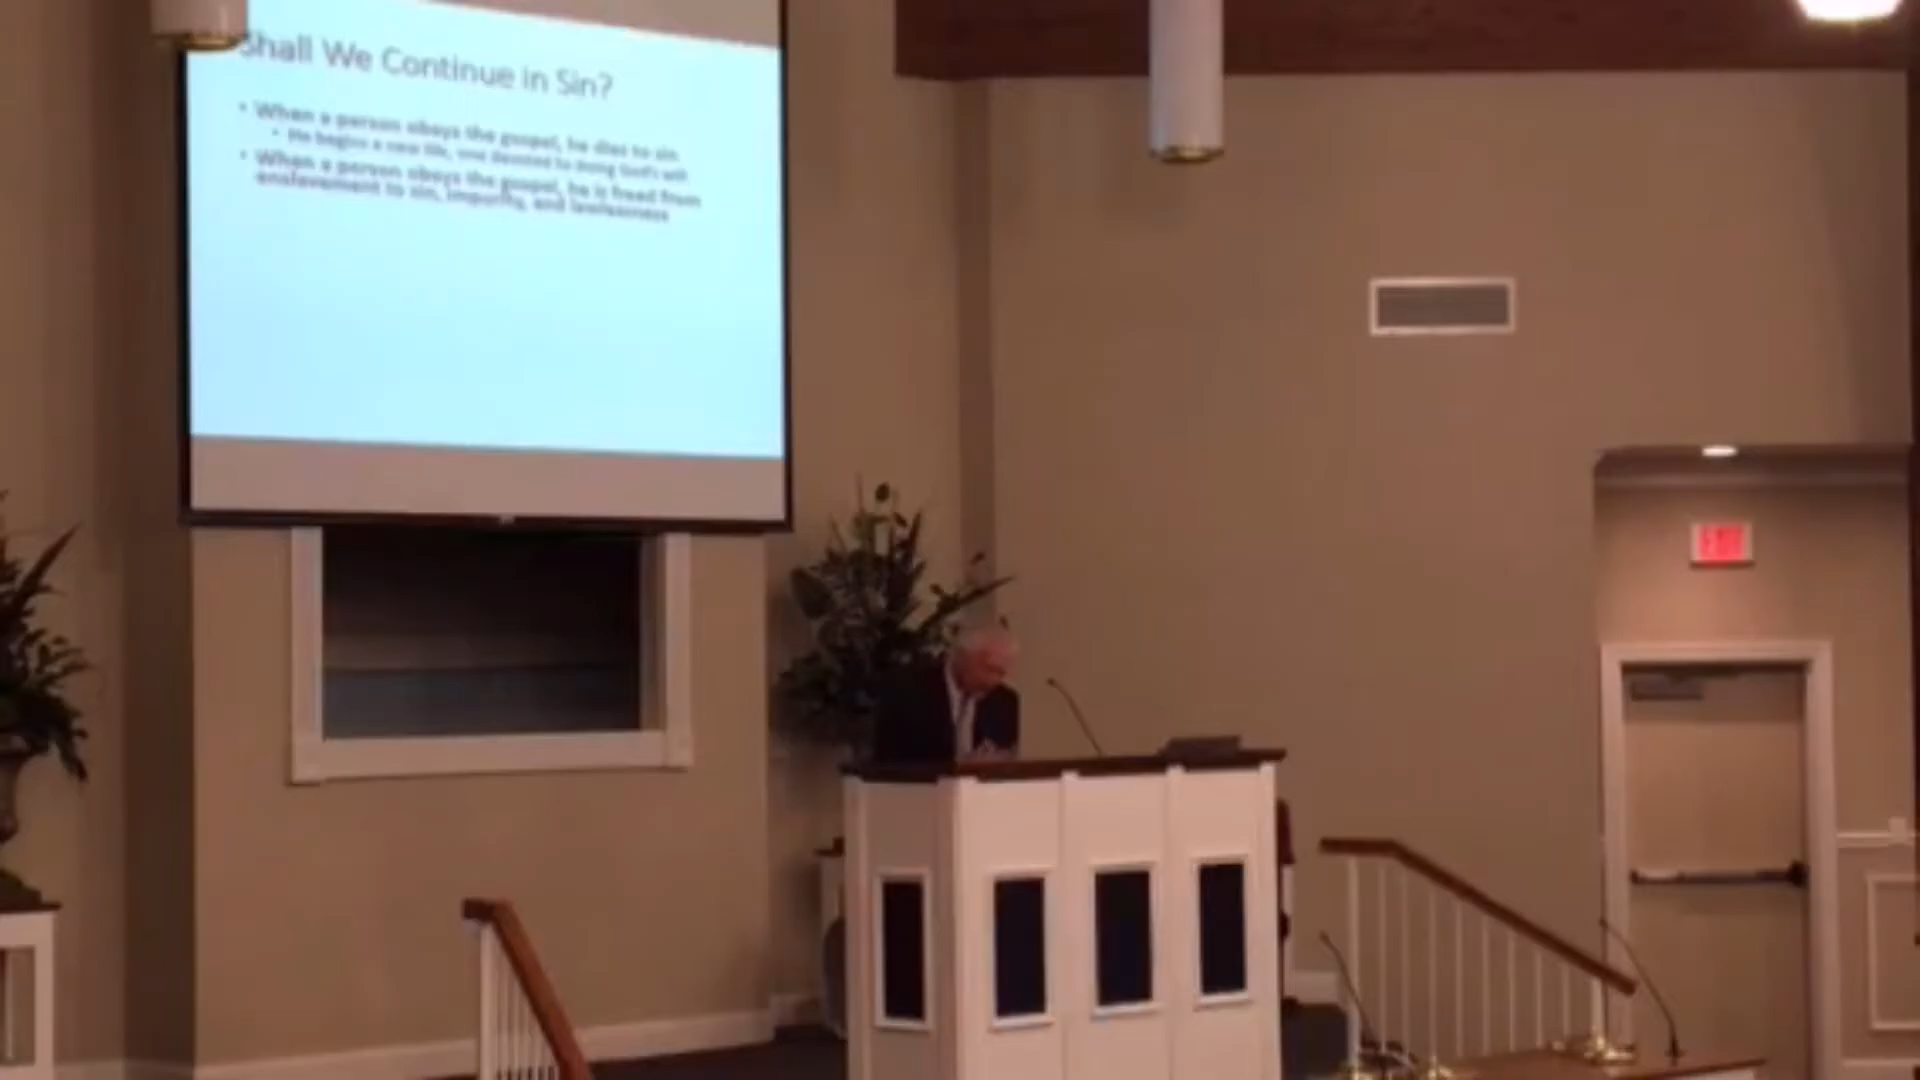 Shall We Continue in Sin?
• When a person obeys the gospel, he dies to sin
• He begins a new life, one devoted to doing God's will
• When a person obeys the gospel, he is freed from
enslavement to sin, impurity, and lawlessness
EXIT